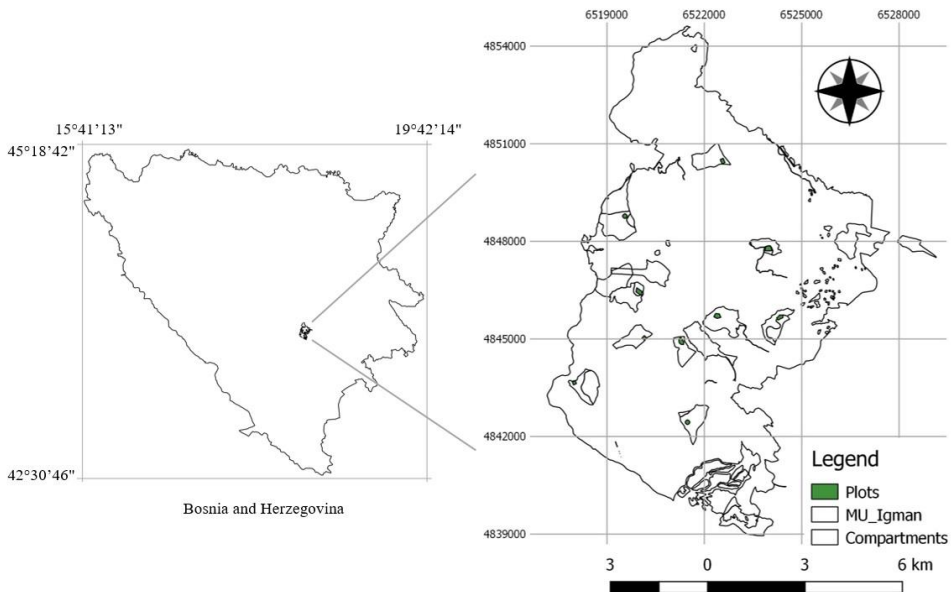 15°41'13" 19°42'14"
45°18'42"
42°30'46"
Bosnia and Herzegovina
6519000 6522000 6525000 6528000
4854000
4851000
4848000
4845000
4842000
4839000
Legend
Plots
MU_Igman
Compartments
3 0 3 6 km